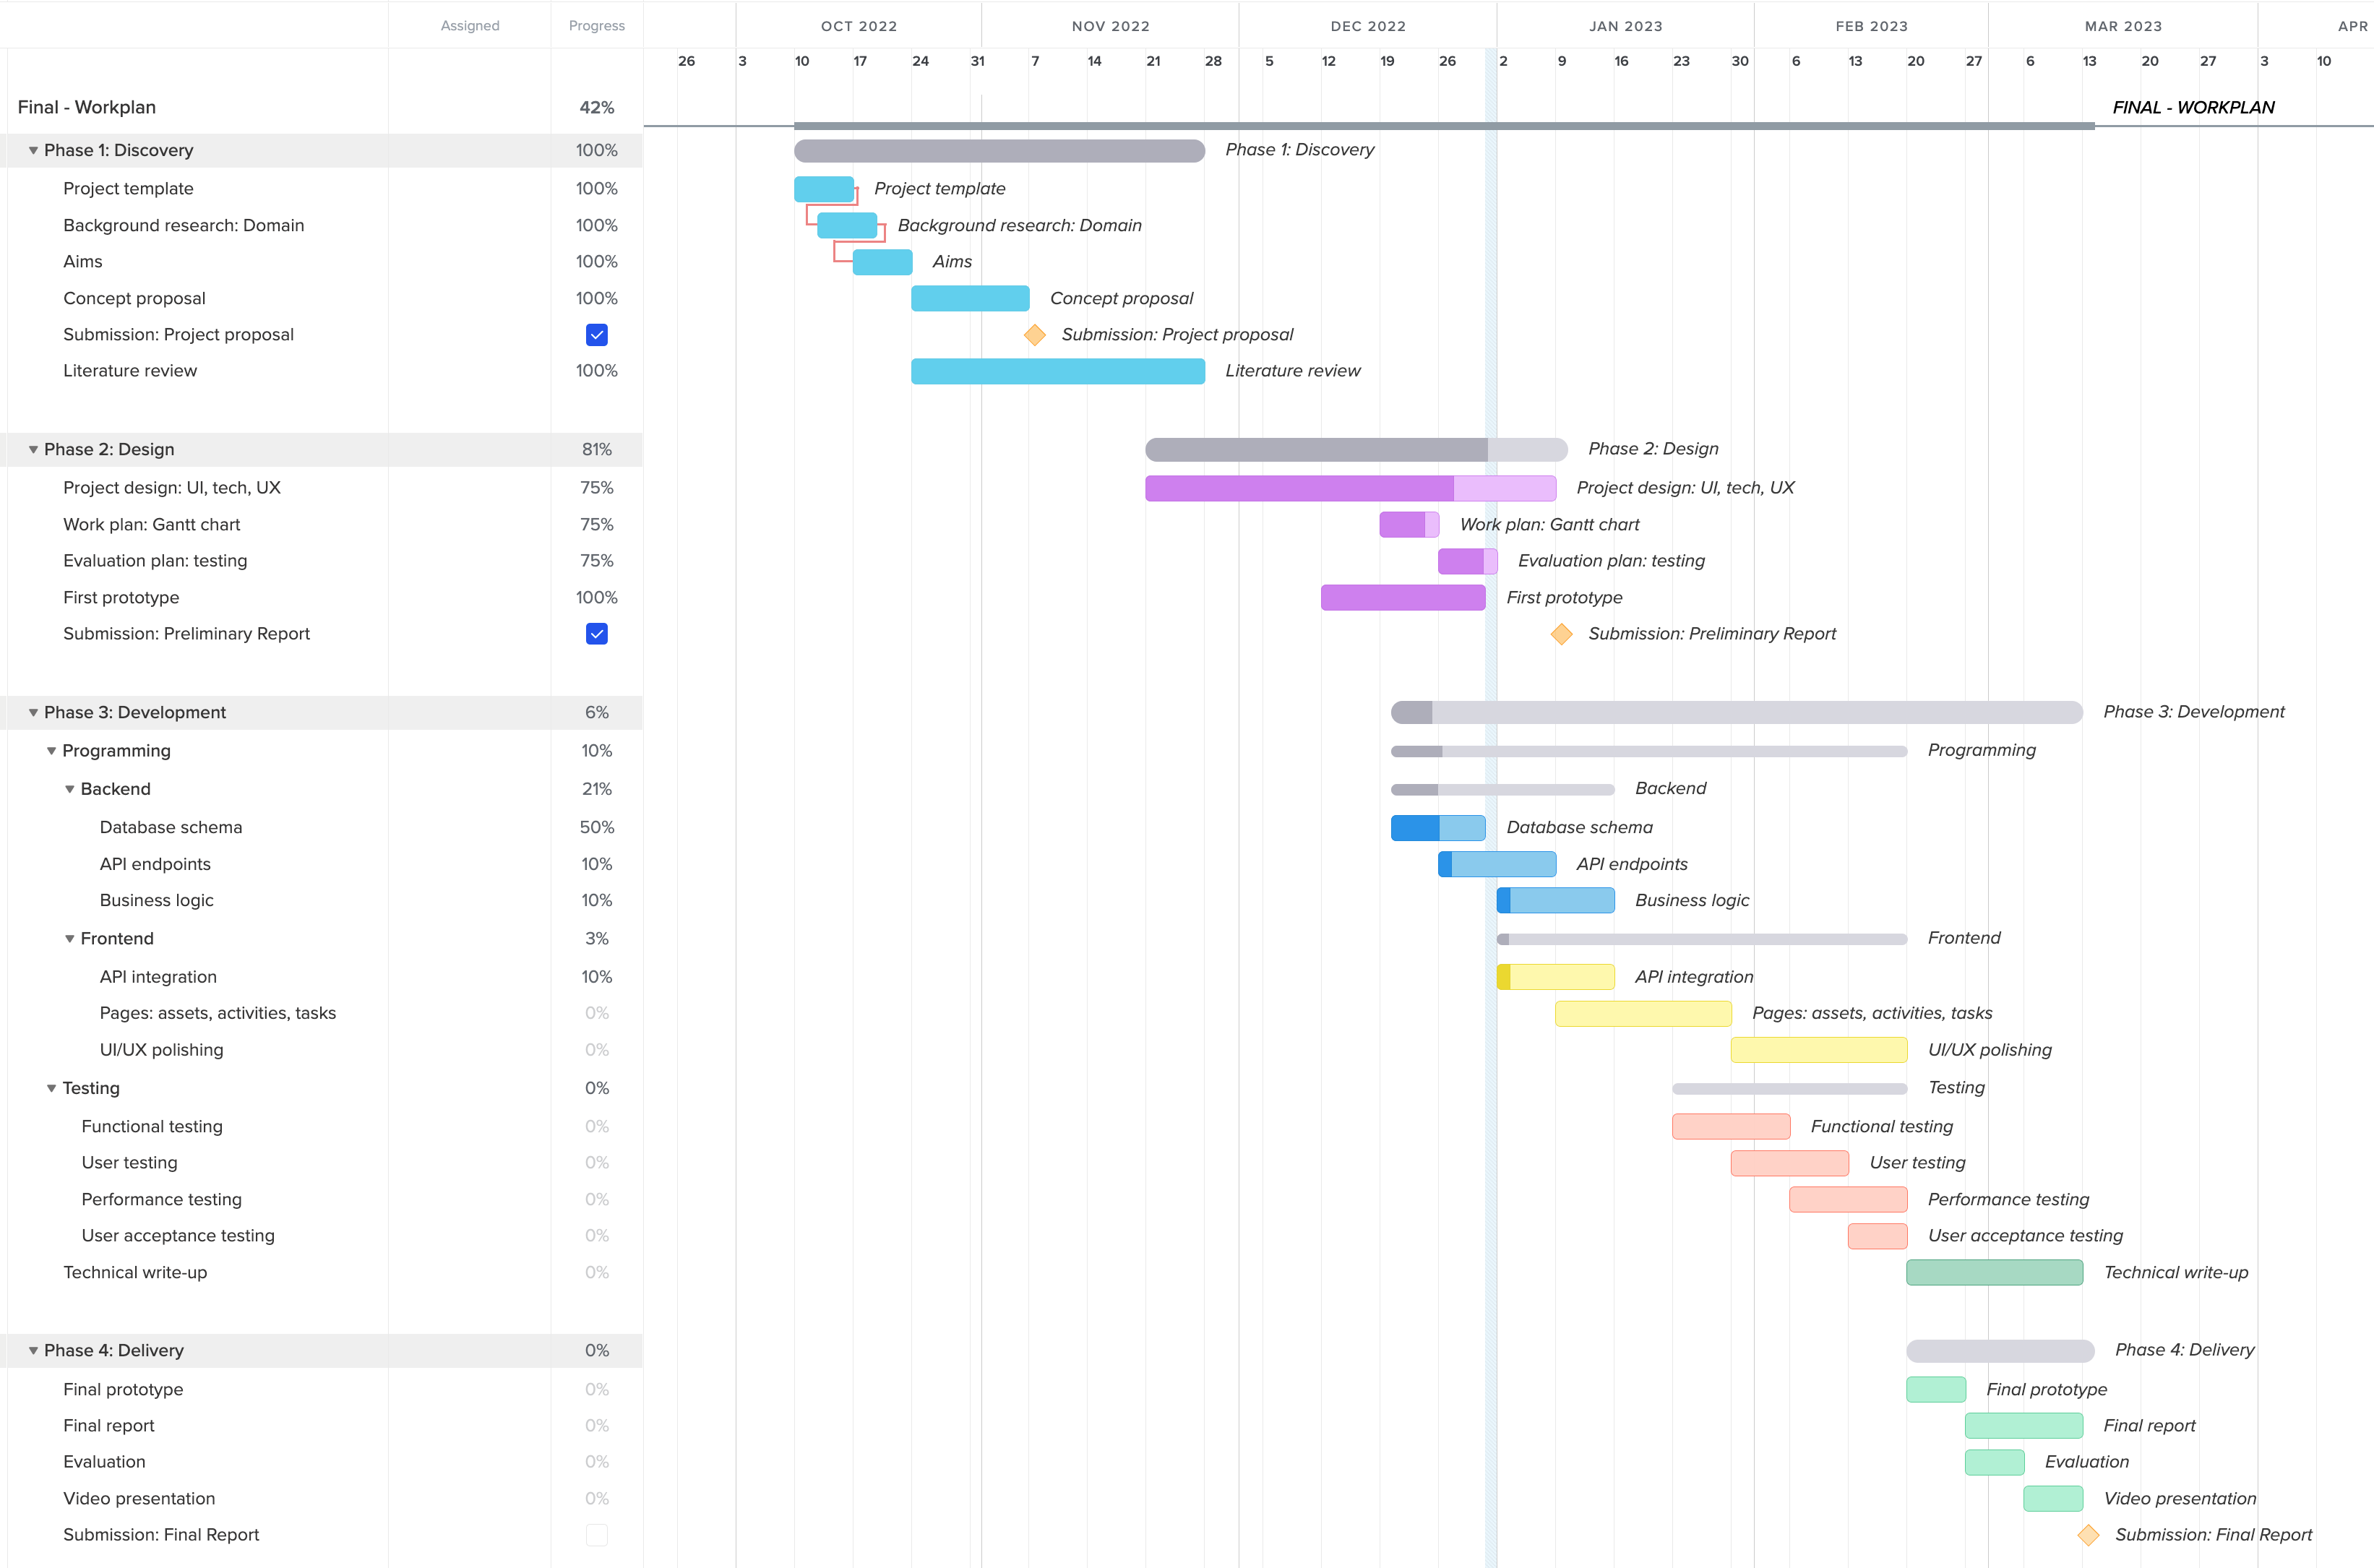 Assigned Progress OCT 2022 NOV 2022 DEC 2022 JAN 2023 FEB 2023 MAR 2023 APR
26 3 10 17 24 31 7 14 21 28 5 12 19 26 2 9 16 23 30 6 13 20 27 6 13 20 27 3 10
Final - Workplan 42% FINAL - WORKPLAN
Phase 1: Discovery 100% Phase 1: Discovery
Project template 100% Project template
Background research: Domain 100% Background research: Domain
Aims 100% Aims
Concept proposal 100% Concept proposal
Submission: Project proposal Submission: Project proposal
Literature review 100% Literature review
Phase 2: Design 81% Phase 2: Design
Project design: UI, tech, UX 75% Project design: UI, tech, UX
Work plan: Gantt chart 75% Work plan: Gantt chart
Evaluation plan: testing 75% Evaluation plan: testing
First prototype 100% First prototype
Submission: Preliminary Report Submission: Preliminary Report
Phase 3: Development 6% Phase 3: Development
Programming 10% Programming
Backend 21% Backend
Database schema 50% Database schema
API endpoints 10% API endpoints
Business logic 10% Business logic
Frontend 3% Frontend
API integration 10% API integration
Pages: assets, activities, tasks 0% Pages: assets, activities, tasks
UI/UX polishing 0% UI/UX polishing
Testing 0% Testing
Functional testing 0% Functional testing
User testing 0% User testing
Performance testing 0% Performance testing
User acceptance testing 0% User acceptance testing
Technical write-up 0% Technical write-up
Phase 4: Delivery 0% Phase 4: Delivery
Final prototype 0% Final prototype
Final report 0% Final report
Evaluation 0% Evaluation
Video presentation 0% Video presentation
Submission: Final Report Submission: Final Report